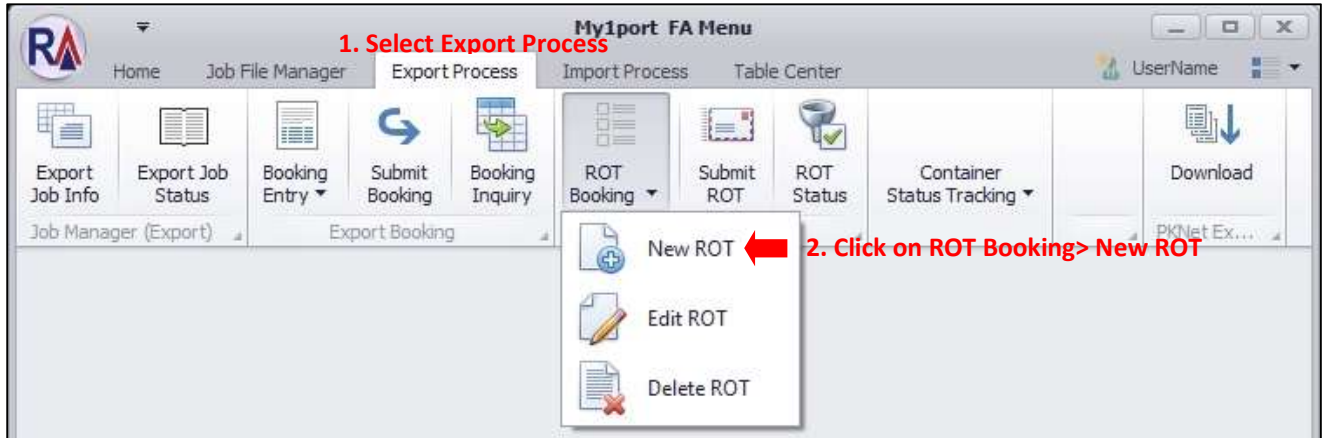 My1port FA Menu
1. Select Export Process
Home Job File Manager Export Process Import Process Table Center UserName
Export Job Info
Export Job Status
Booking Entry
Submit Booking
Booking Inquiry
ROT Booking
Submit ROT
ROT Status
Container Status Tracking
Download
Job Manager (Export) Export Booking PKNet Ex...
New ROT
2. Click on ROT Booking> New ROT
Edit ROT
Delete ROT
RA